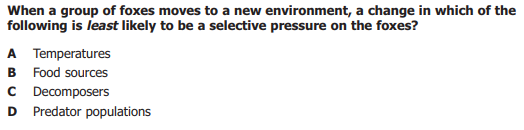 When a group of foxes moves to a new environment, a change in which of the
following is least likely to be a selective pressure on the foxes?
A Temperatures
B Food sources
C Decomposers
D Predator populations